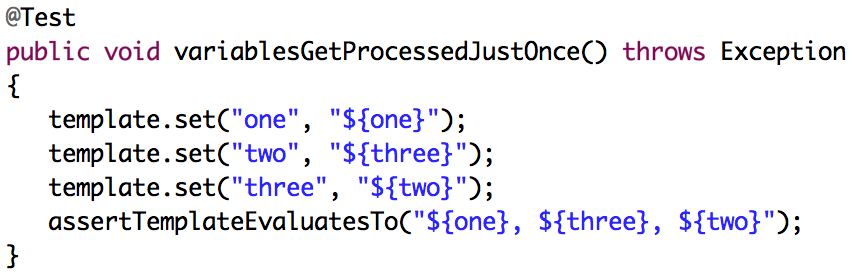 @Test
public void variablesGetProcessedJustOnce() throws Exception
{
template.set("one", "${one}");
template.set("two", "${three}");
template.set("three", "${two}");
assertTemplateEvaluatesTo("${one}, ${three}, ${two}");
}